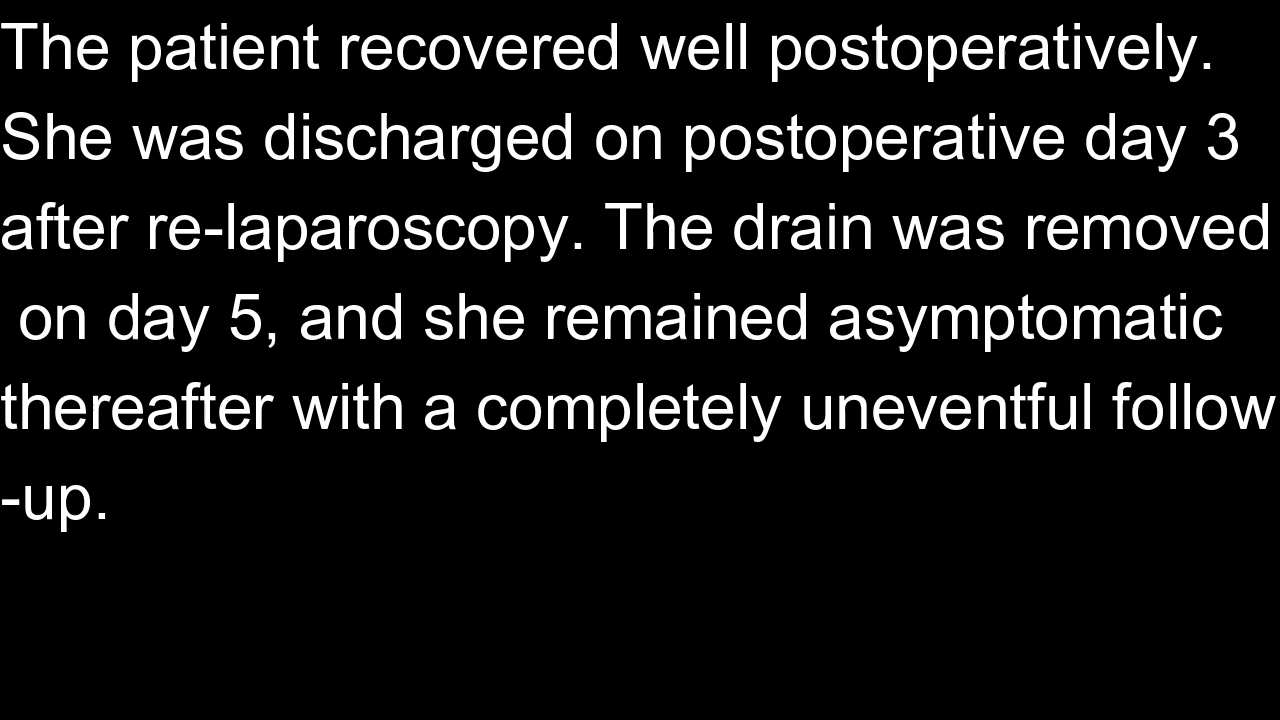 The patient recovered well postoperatively.
She was discharged on postoperative day 3
after re-laparoscopy. The drain was removed
on day 5, and she remained asymptomatic
thereafter with a completely uneventful follow
-up.